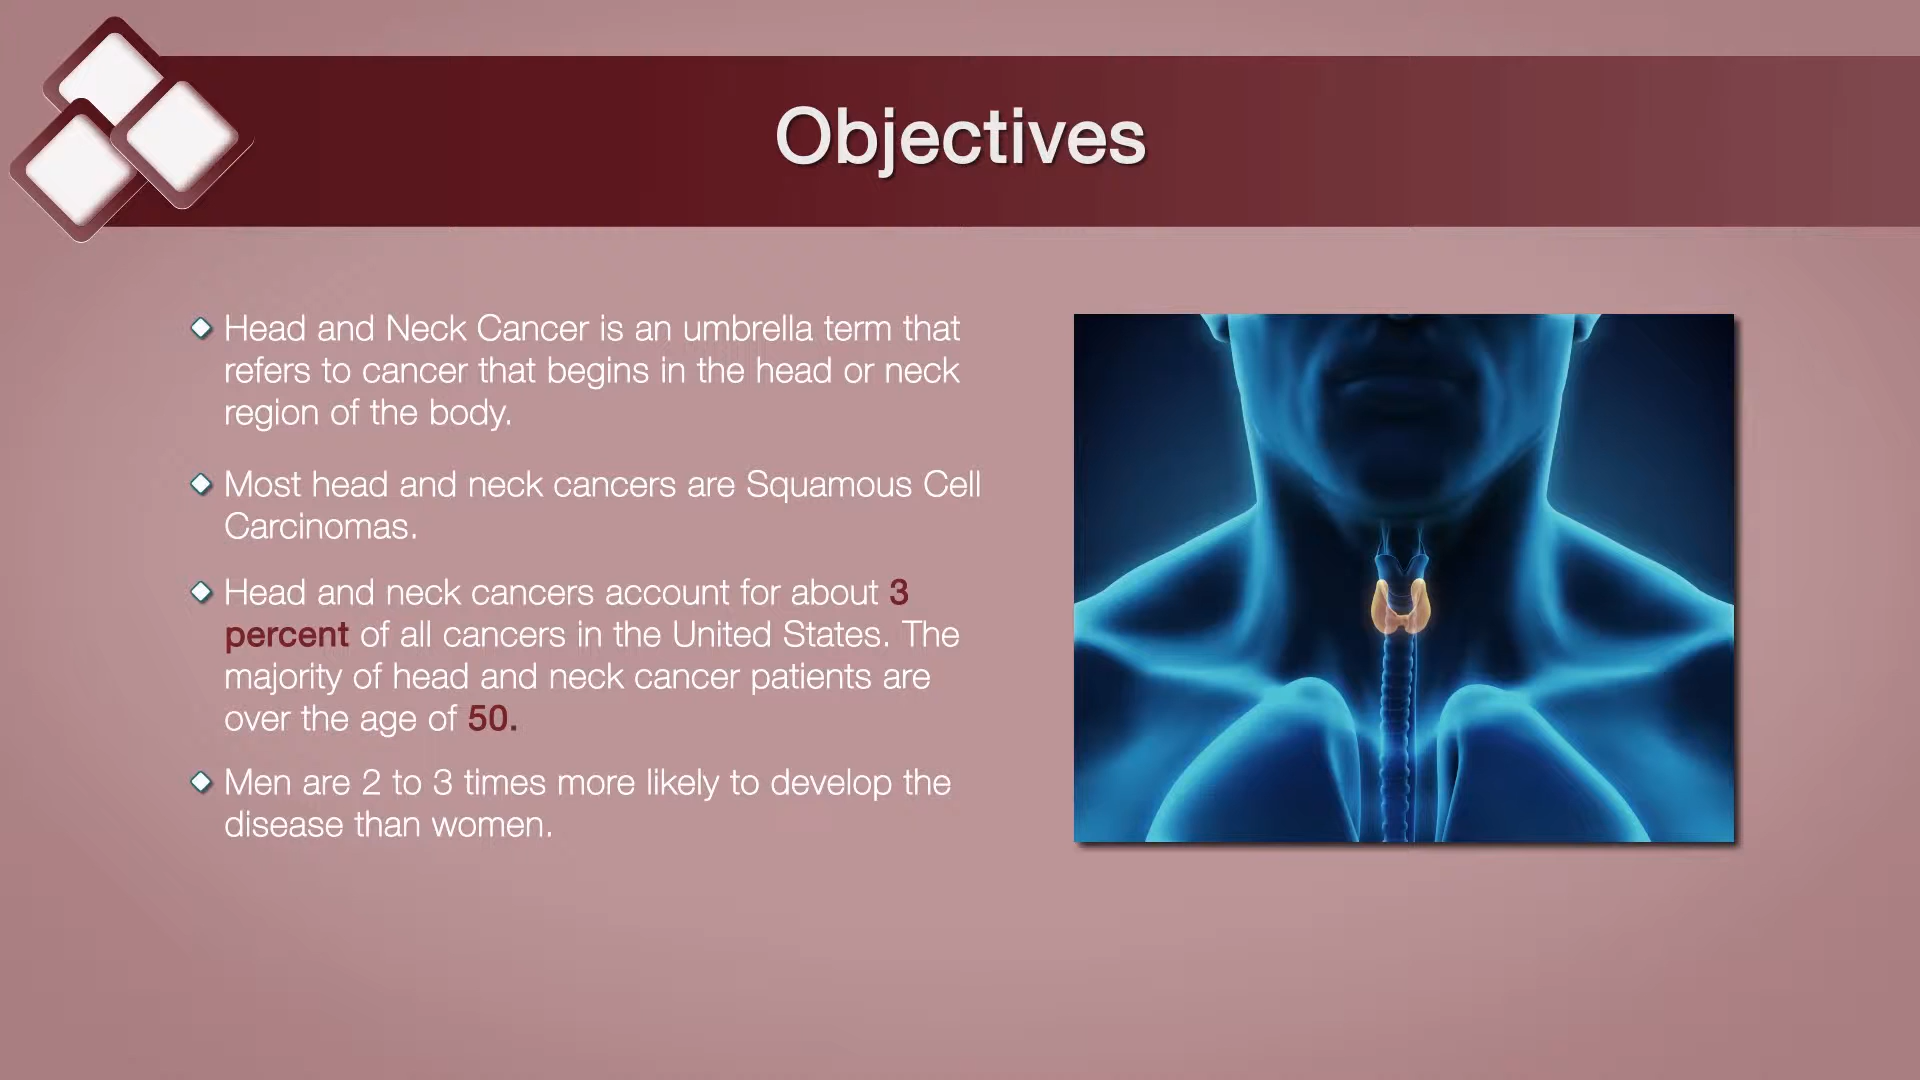 Objectives
Head and Neck Cancer is an umbrella term that
refers to cancer that begins in the head or neck
region of the body.
Most head and neck cancers are Squamous Cell
Carcinomas.
Head and neck cancers account for about 3
percent of all cancers in the United States. The
majority of head and neck cancer patients are
over the age of 50.
Men are 2 to 3 times more likely to develop the
disease than women.